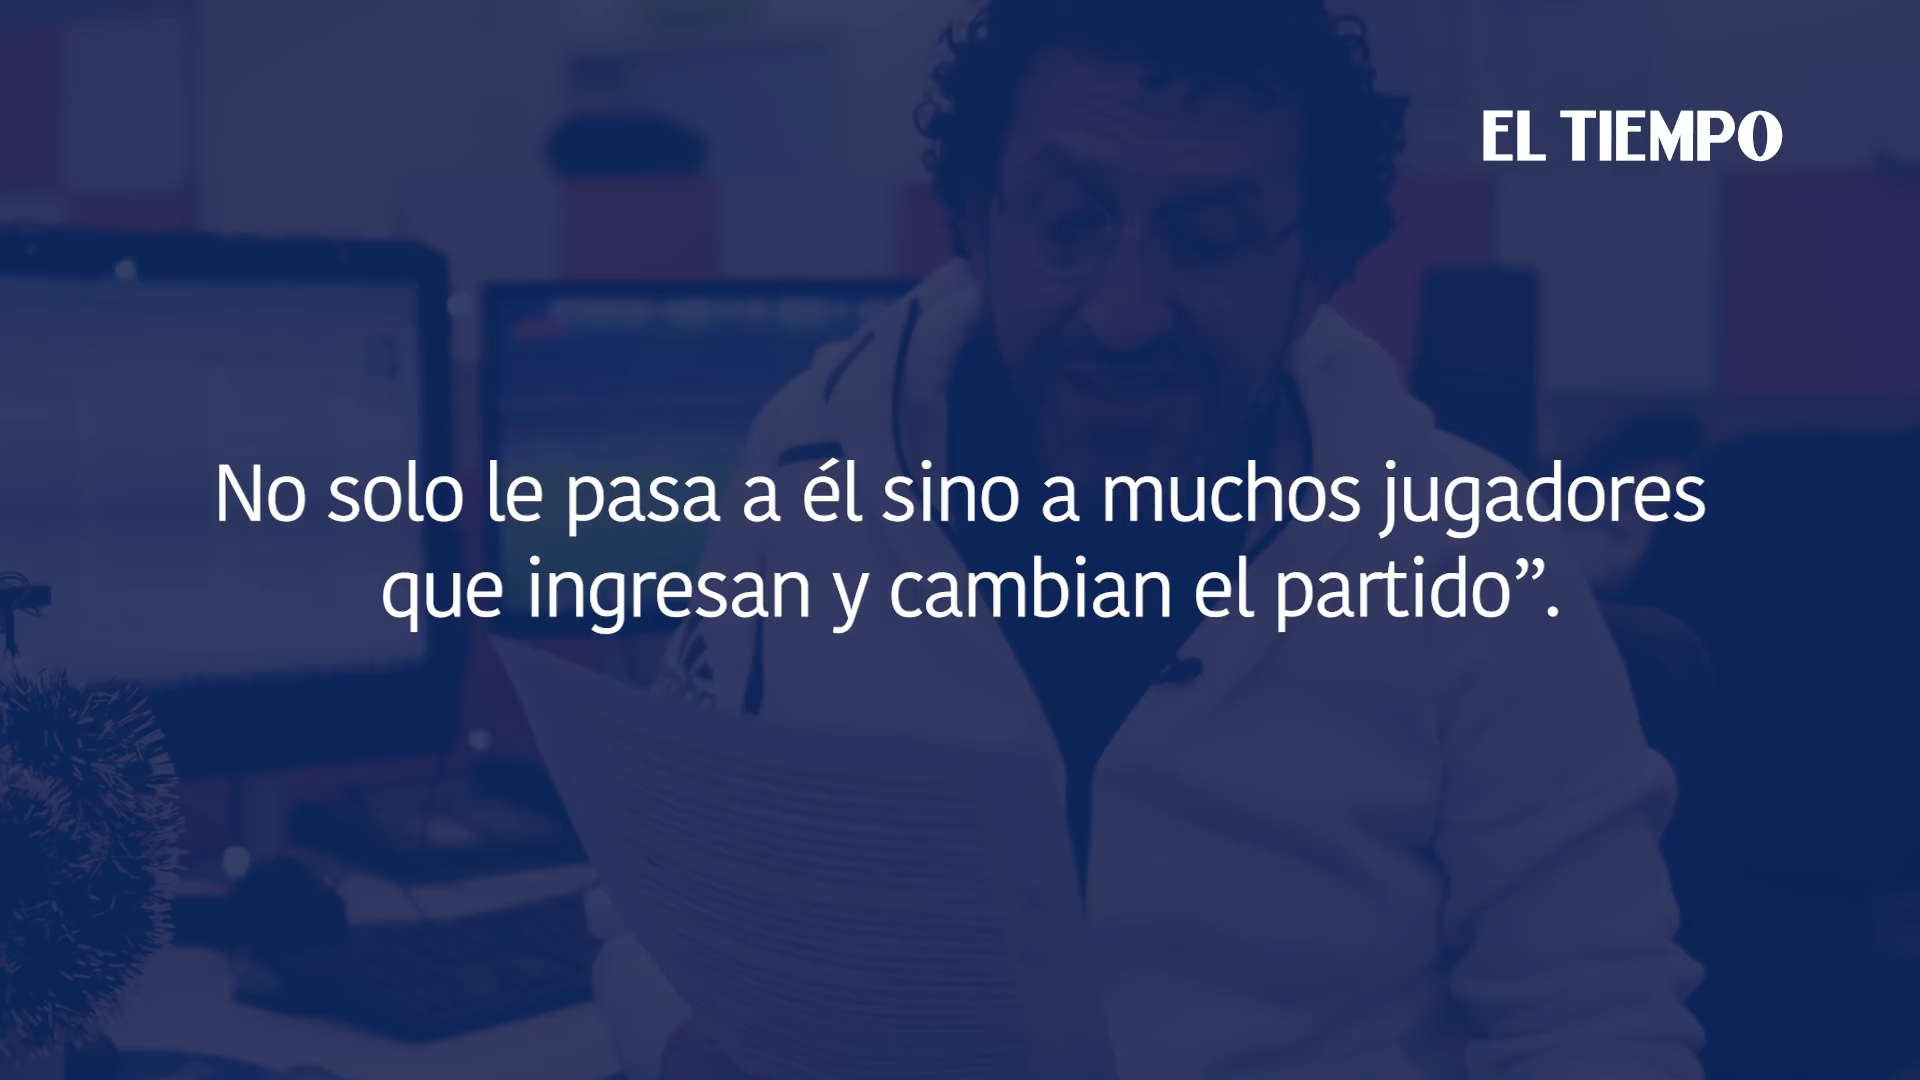 EL TIEMPO
No solo le pasa a él sino a muchos jugadores
que ingresan y cambian el partido”.